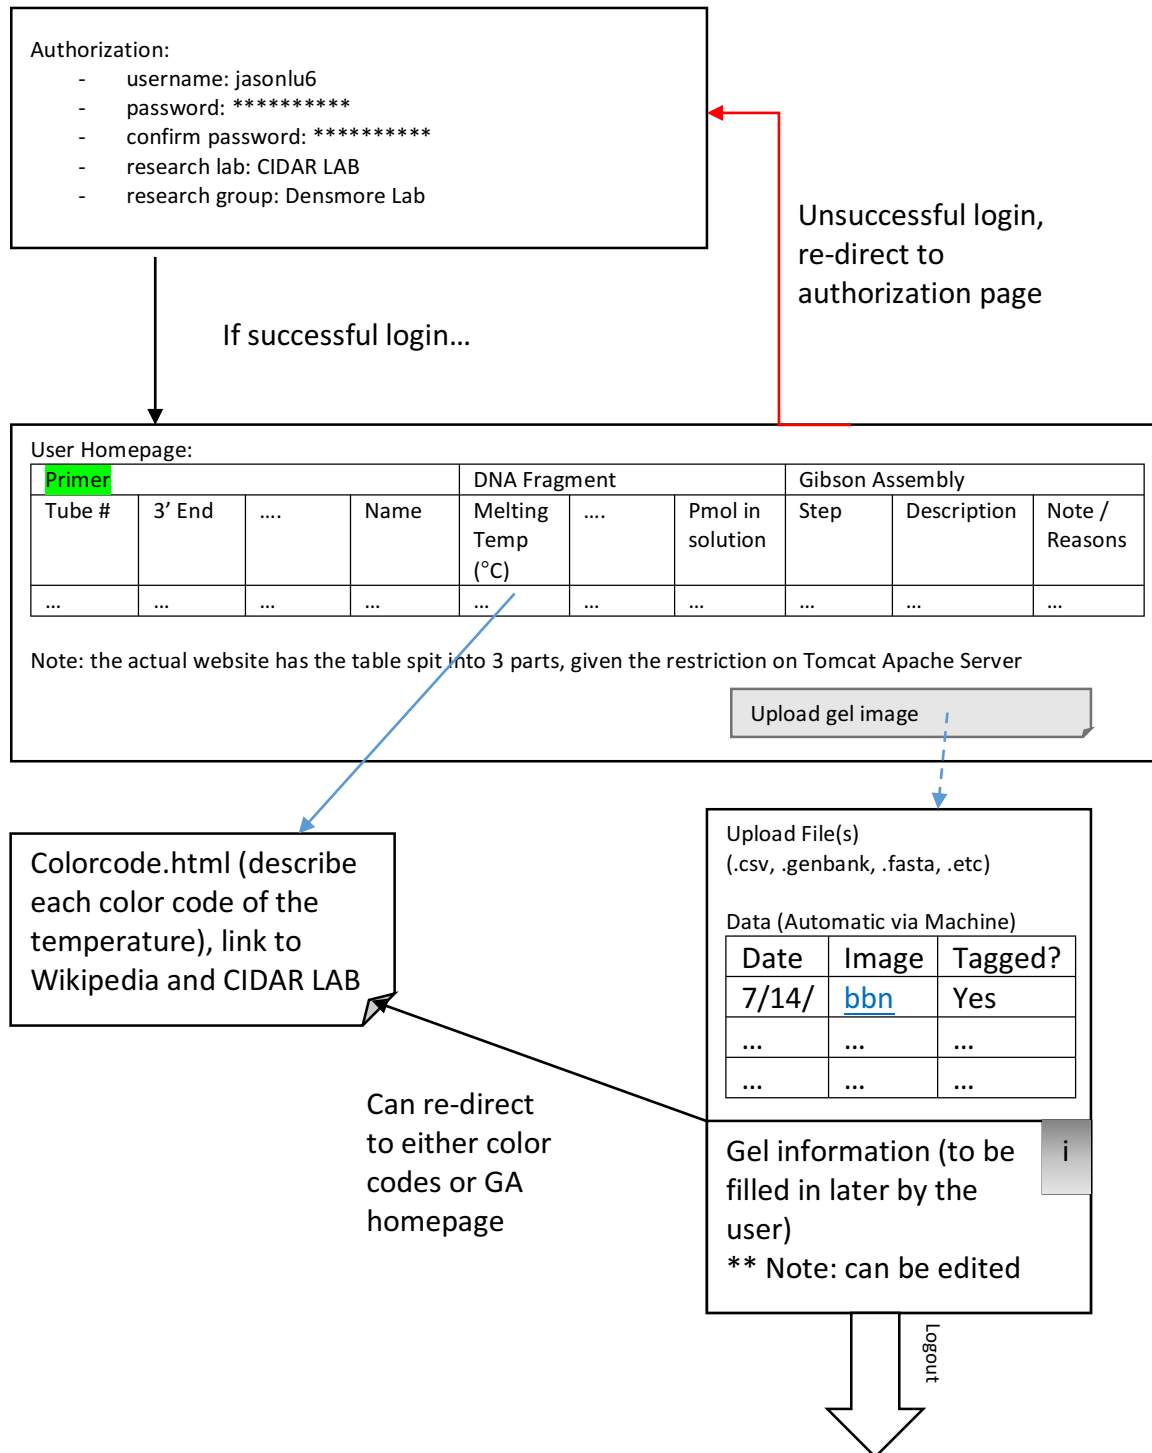 Authorization:
- username: jasonlu6
- password: **********
- confirm password: **********
- research lab: CIDAR LAB
- research group: Densmore Lab
Unsuccessful login,
re-direct to
authorization page
If successful login...
User Homepage:
Primer DNA Fragment Gibson Assembly
Tube # 3’ End .... Name Melting Temp (°C) .... Pmol in solution Step Description Note / Reasons
... ... ... ... ... ... ... ... ... ...
Note: the actual website has the table spit into 3 parts, given the restriction on Tomcat Apache Server
Upload gel image
Colorcode.html (describe
each color code of the
temperature), link to
Wikipedia and CIDAR LAB
Upload File(s)
(.csv, .genbank, .fasta, .etc)
Data (Automatic via Machine)
Date Image Tagged?
7/14/ bbn Yes
... ... ...
... ... ...
Can re-direct
to either color
codes or GA
homepage
Gel information (to be
filled in later by the
user)
** Note: can be edited
i
Logout